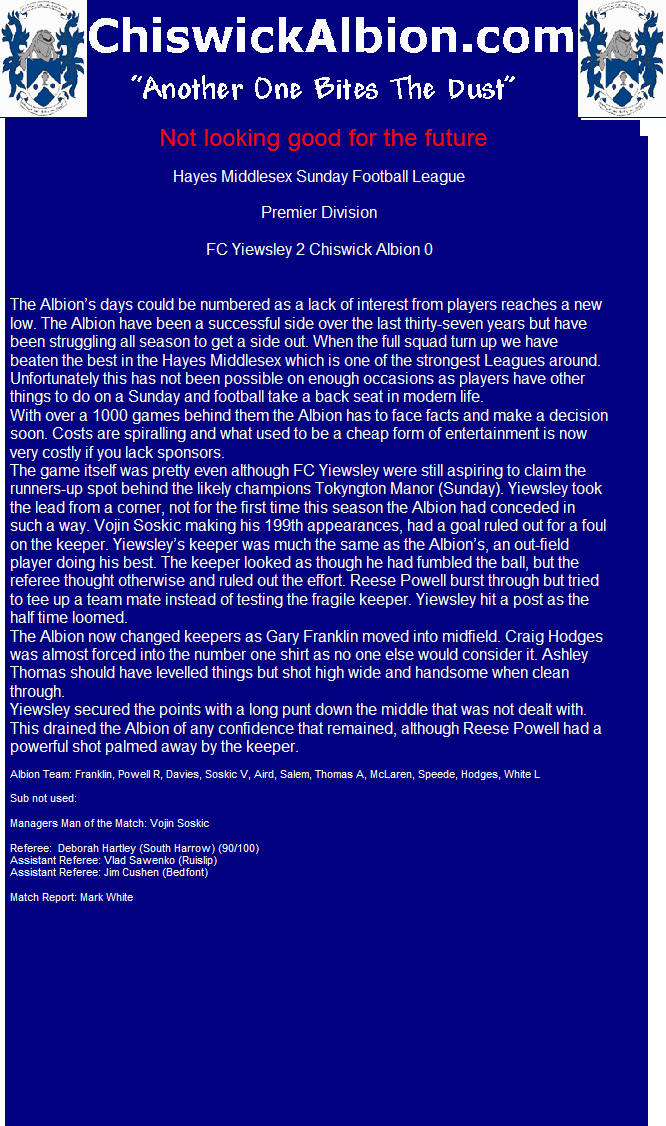 ChiswickAlbion.com
“Another One Bites The Dust”
Not looking good for the future
Hayes Middlesex Sunday Football League
Premier Division
FC Yiewsley 2 Chiswick Albion 0
The Albion’s days could be numbered as a lack of interest from players reaches a new
low. The Albion have been a successful side over the last thirty-seven years but have
been struggling all season to get a side out. When the full squad turn up we have
beaten the best in the Hayes Middlesex which is one of the strongest Leagues around.
Unfortunately this has not been possible on enough occasions as players have other
things to do on a Sunday and football take a back seat in modern life.
With over a 1000 games behind them the Albion has to face facts and make a decision
soon. Costs are spiralling and what used to be a cheap form of entertainment is now
very costly if you lack sponsors.
The game itself was pretty even although FC Yiewsley were still aspiring to claim the
runners-up spot behind the likely champions Tokyngton Manor (Sunday). Yiewsley took
the lead from a corner, not for the first time this season the Albion had conceded in
such a way. Vojin Soskic making his 199th appearances, had a goal ruled out for a foul
on the keeper. Yiewsley’s keeper was much the same as the Albion’s, an out-field
player doing his best. The keeper looked as though he had fumbled the ball, but the
referee thought otherwise and ruled out the effort. Reese Powell burst through but tried
to tee up a team mate instead of testing the fragile keeper. Yiewsley hit a post as the
half time loomed.
The Albion now changed keepers as Gary Franklin moved into midfield. Craig Hodges
was almost forced into the number one shirt as no one else would consider it. Ashley
Thomas should have levelled things but shot high wide and handsome when clean
through.
Yiewsley secured the points with a long punt down the middle that was not dealt with.
This drained the Albion of any confidence that remained, although Reese Powell had a
powerful shot palmed away by the keeper.
Albion Team: Franklin, Powell R, Davies, Soskic V, Aird, Salem, Thomas A, McLaren, Speede, Hodges, White L
Sub not used:
Managers Man of the Match: Vojin Soskic
Referee:  Deborah Hartley (South Harrow) (90/100)
Assistant Referee: Vlad Sawenko (Ruislip)
Assistant Referee: Jim Cushen (Bedfont)
Match Report: Mark White